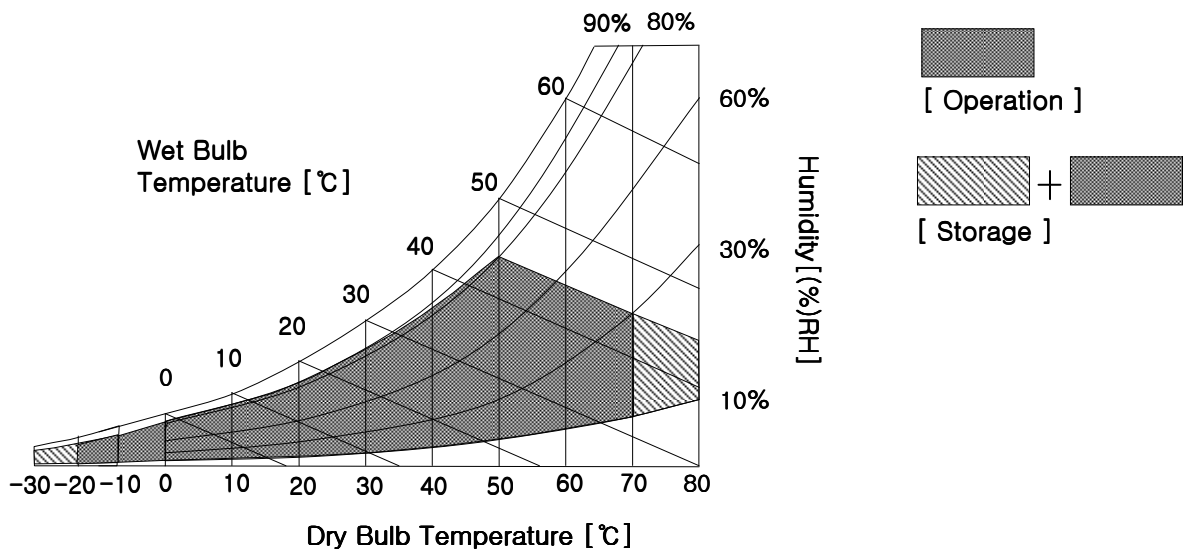 90% 80%
60
60%
[ Operation ]
Wet Bulb
Temperature [℃]
50
40
30%
30
20
10
0
Humidity[(%)RH]
+
[ Storage ]
10%
-30 -20 -10 0 10 20 30 40 50 60 70 80
Dry Bulb Temperature [℃]